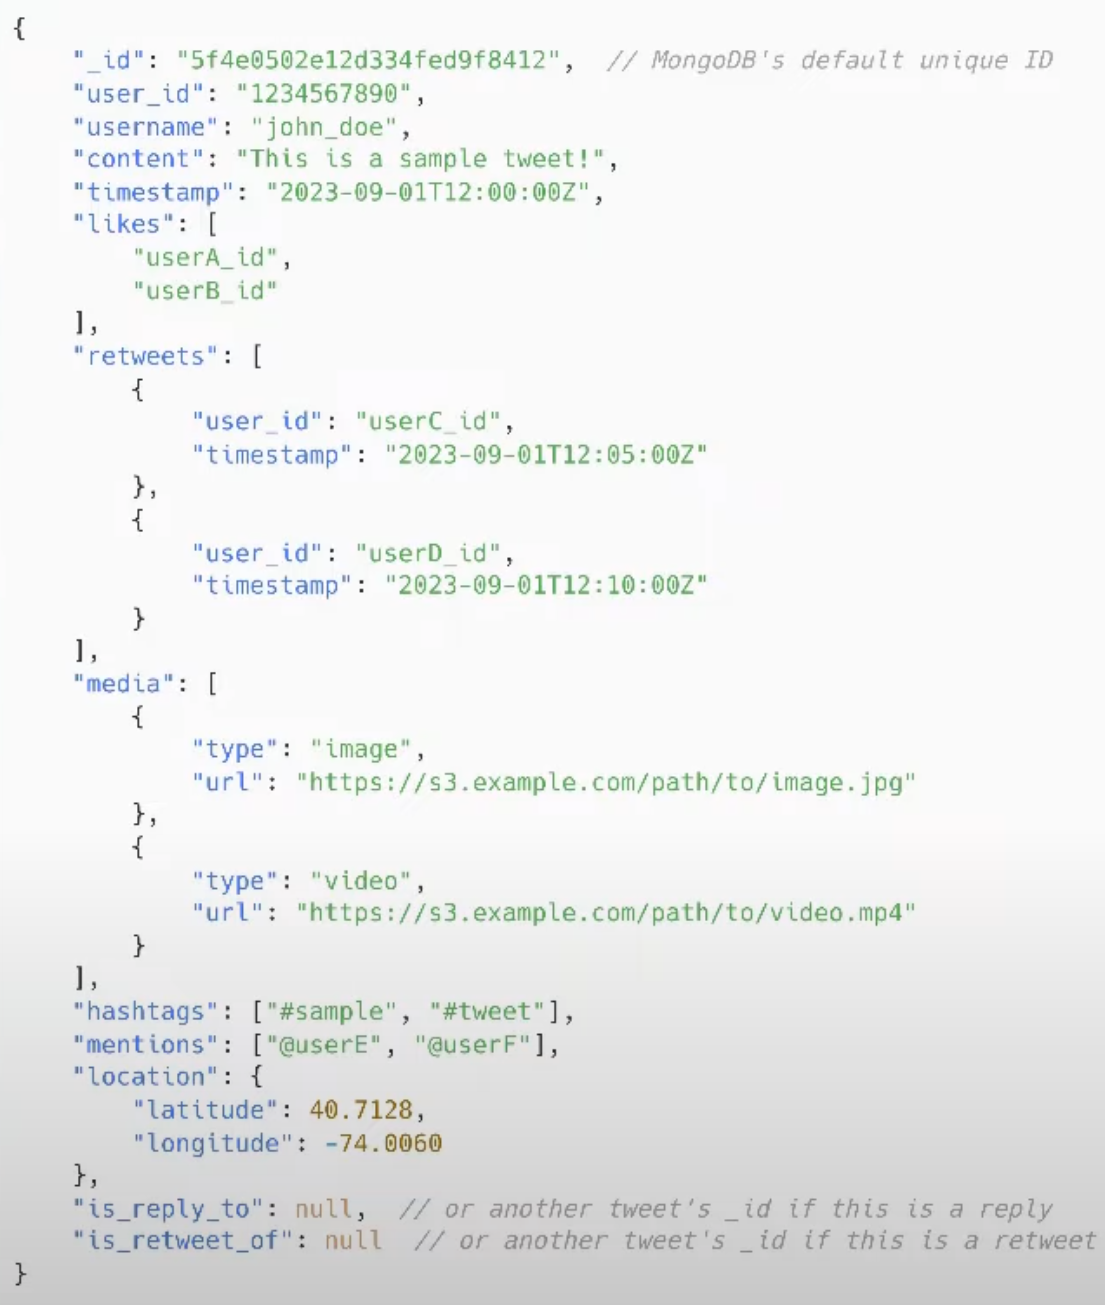 {
    "_id": "5f4e0502e12d334fed9f8412",  // MongoDB's default unique ID
    "user_id": "1234567890",
    "username": "john_doe",
    "content": "This is a sample tweet!",
    "timestamp": "2023-09-01T12:00:00Z",
    "likes": [
        "userA_id",
        "userB_id"
    ],
    "retweets": [
        {
            "user_id": "userC_id",
            "timestamp": "2023-09-01T12:05:00Z"
        },
        {
            "user_id": "userD_id",
            "timestamp": "2023-09-01T12:10:00Z"
        }
    ],
    "media": [
        {
            "type": "image",
            "url": "https://s3.example.com/path/to/image.jpg"
        },
        {
            "type": "video",
            "url": "https://s3.example.com/path/to/video.mp4"
        }
    ],
    "hashtags": ["#sample", "#tweet"],
    "mentions": ["@userE", "@userF"],
    "location": {
        "latitude": 40.7128,
        "longitude": -74.0060
    },
    "is_reply_to": null,  // or another tweet's _id if this is a reply
    "is_retweet_of": null  // or another tweet's _id if this is a retweet
}